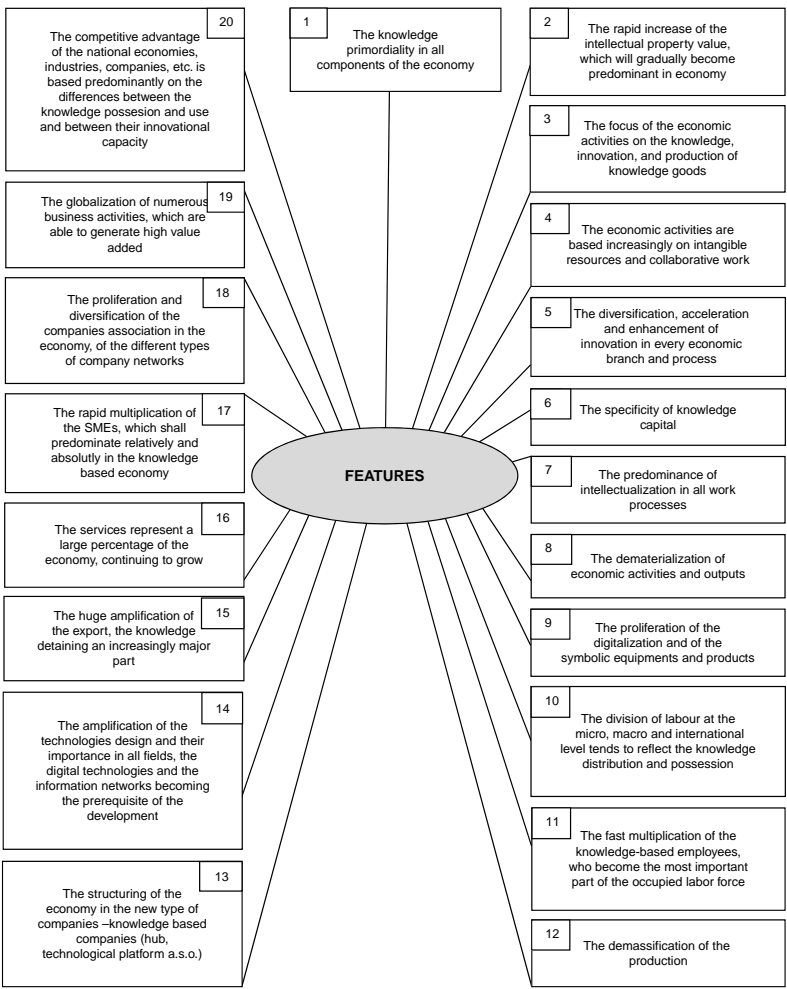 1
The knowledge
primordiality in all
components of the economy
2
The rapid increase of the
intellectual property value,
which will gradually become
predominant in economy
3
The focus of the economic
activities on the knowledge,
innovation, and production of
knowledge goods
4
The economic activities are
based increasingly on intangible
resources and collaborative work
5
The diversification, acceleration
and enhancement of
innovation in every economic
branch and process
6
The specificity of knowledge
capital
7
The predominance of
intellectualization in all work
processes
8
The dematerialization of
economic activities and outputs
9
The proliferation of the
digitalization and of the
symbolic equipments and products
10
The division of labour at the
micro, macro and international
level tends to reflect the knowledge
distribution and possession
11
The fast multiplication of the
knowledge-based employees,
who become the most important
part of the occupied labor force
12
The demassification of the
production
13
The structuring of the
economy in the new type of
companies –knowledge based
companies (hub,
technological platform a.s.o.)
14
The amplification of the
technologies design and their
importance in all fields, the
digital technologies and the
information networks becoming
the prerequisite of the
development
15
The huge amplification of
the export, the knowledge
detaining an increasingly major
part
16
The services represent a
large percentage of the
economy, continuing to grow
17
The rapid multiplication of
the SMEs, which shall
predominate relatively and
absolutly in the knowledge
based economy
18
The proliferation and
diversification of the
companies association in the
economy, of the different types
of company networks
19
The globalization of numerous
business activities, which are
able to generate high value
added
20
The competitive advantage
of the national economies,
industries, companies, etc. is
based predominantly on the
differences between the
knowledge possesion and use
and between their innovational
capacity
FEATURES